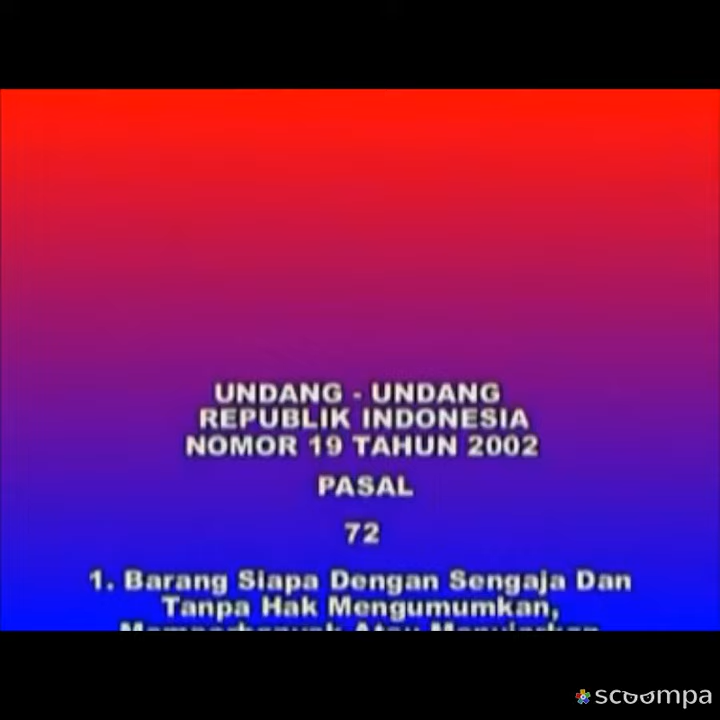 UNDANG - UNDANG
REPUBLIK INDONESIA
NOMOR 19 TAHUN 2002
PASAL
72
1. Barang Siapa Dengan Sengaja Dan
Tanpa Hak Mengumumkan,
scoompa